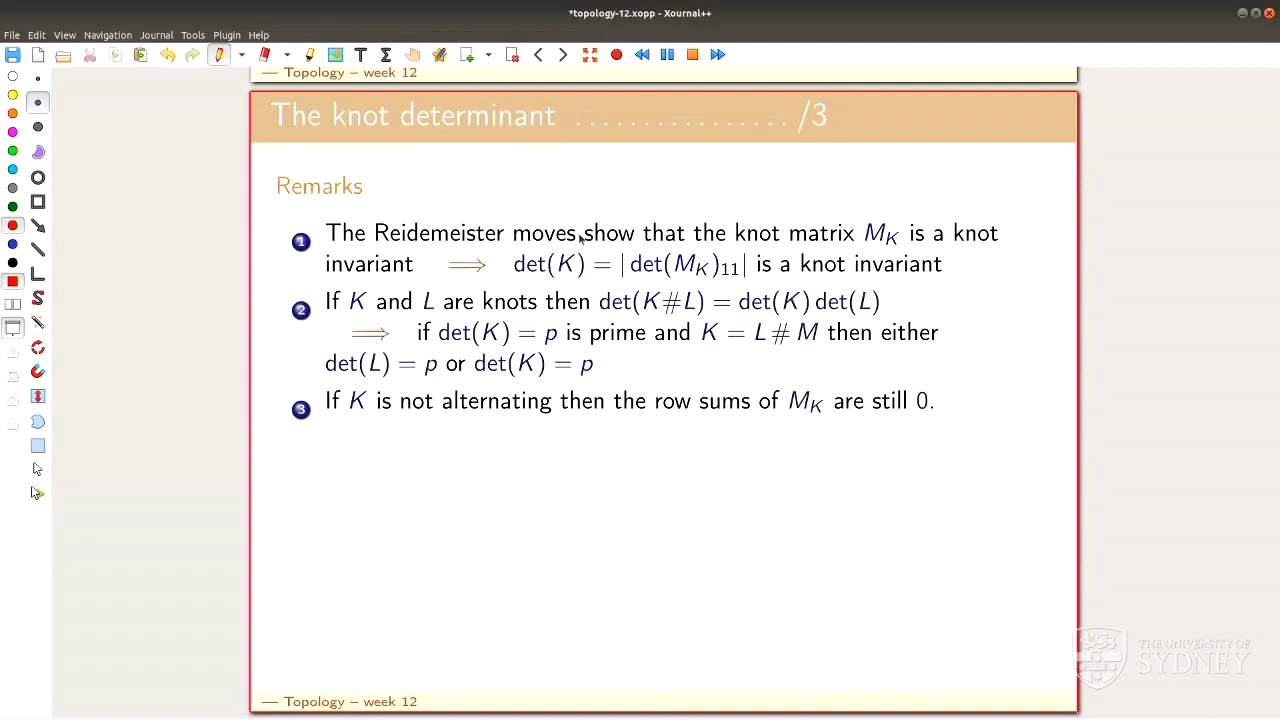 *topology-12.xopp - Xournal++
File Edit View Navigation Journal Tools Plugin Help
— Topology – week 12
The knot determinant ................ /3
Remarks
1 The Reidemeister moves show that the knot matrix M_K is a knot
invariant ⟹ det(K) = | det(M_K)_11| is a knot invariant
2 If K and L are knots then det(K#L) = det(K) det(L)
⟹ if det(K) = p is prime and K = L # M then either
det(L) = p or det(K) = p
3 If K is not alternating then the row sums of M_K are still 0.
THE UNIVERSITY OF
SYDNEY
— Topology – week 12